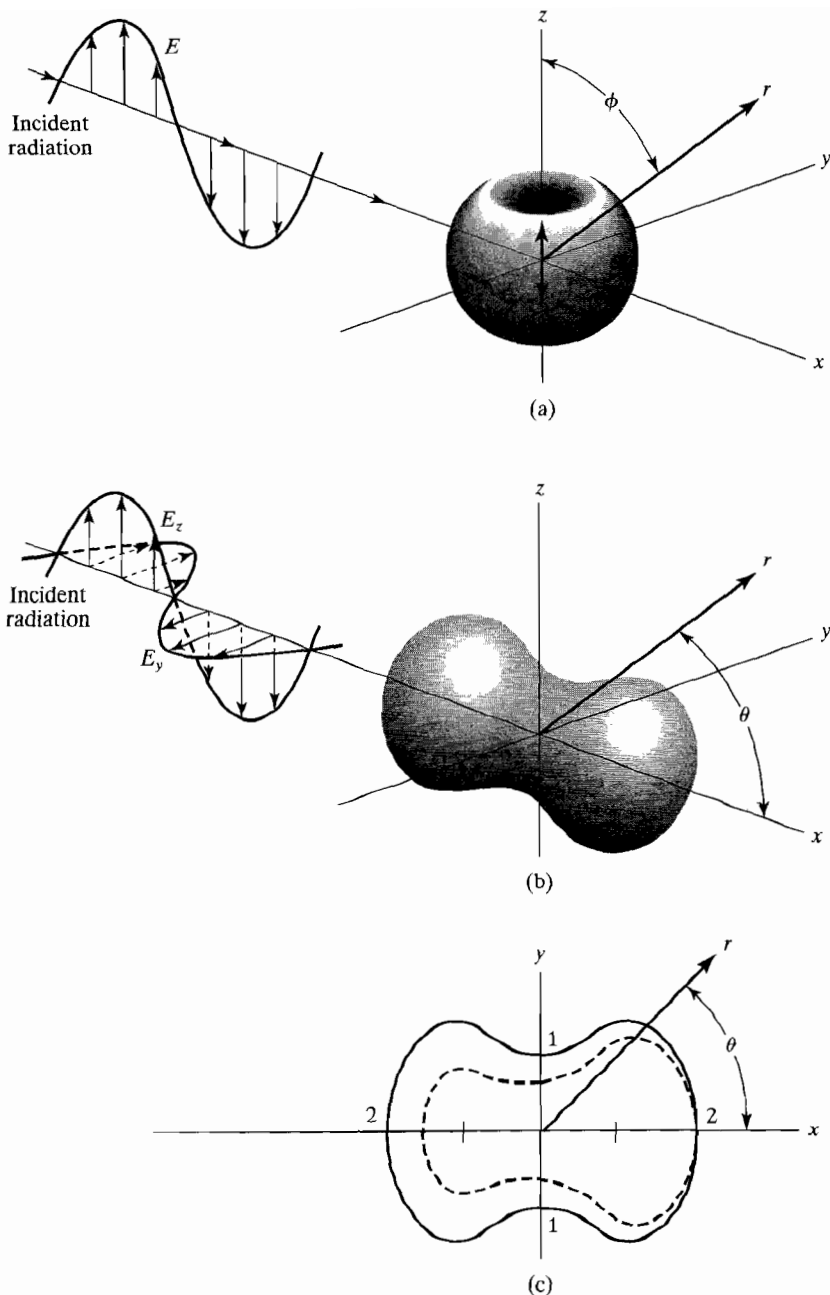 z
E
ϕ
r
Incident
radiation
y
x
(a)
z
E_z
r
Incident
radiation
y
E_y
θ
x
(b)
y
r
1
θ
2
2
x
1
(c)